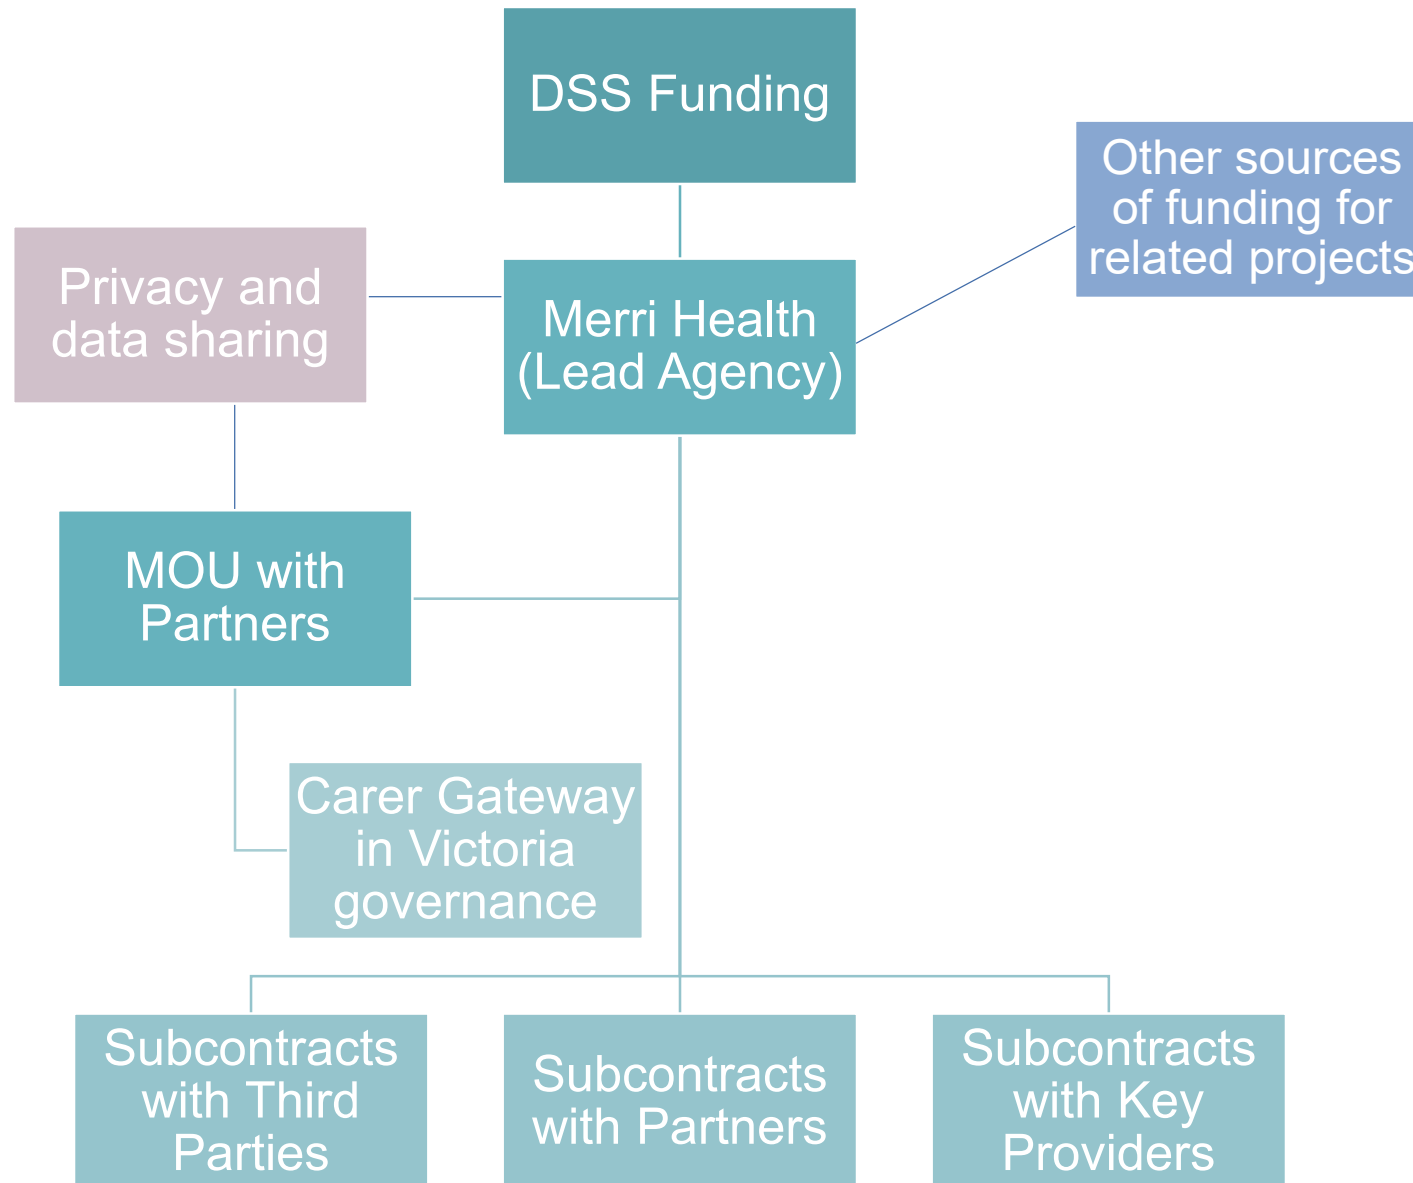 DSS Funding
Other sources
of funding for
related projects
Privacy and
data sharing
Merri Health
(Lead Agency)
MOU with
Partners
Carer Gateway
in Victoria
governance
Subcontracts
with Third
Parties
Subcontracts
with Partners
Subcontracts
with Key
Providers